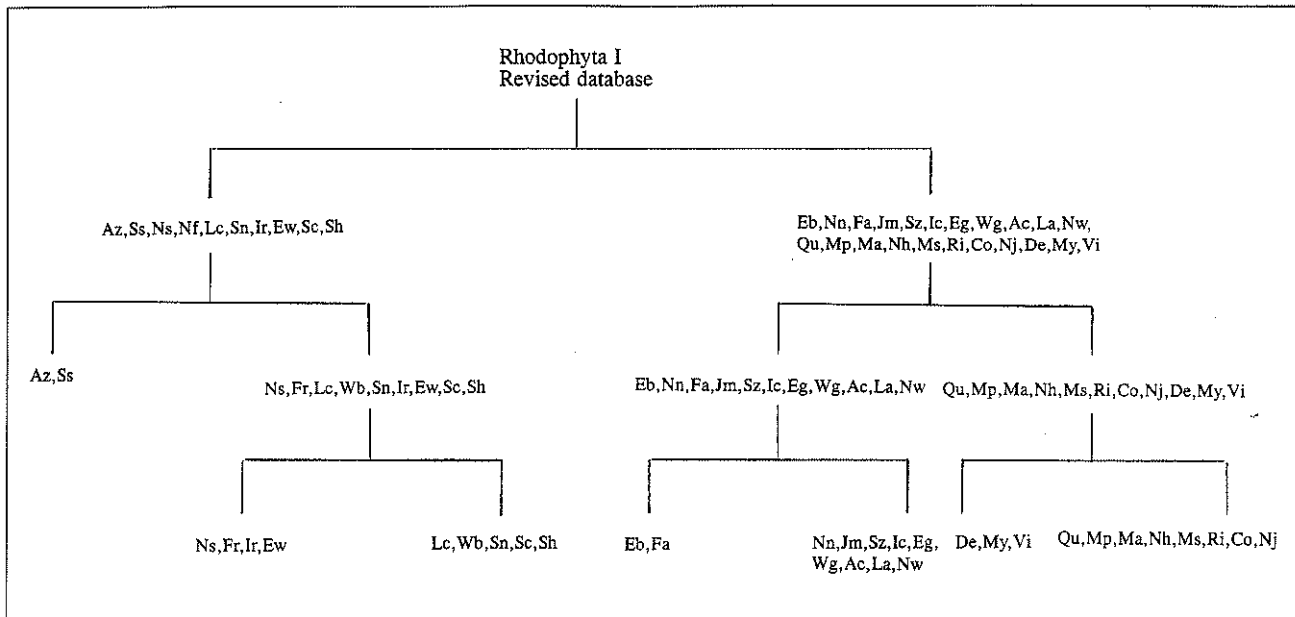 Rhodophyta I
Revised database
Az,Ss,Ns,Nf,Lc,Sn,Ir,Ew,Sc,Sh
Eb,Nn,Fa,Jm,Sz,Ic,Eg,Wg,Ac,La,Nw,
Qu,Mp,Ma,Nh,Ms,Ri,Co,Nj,De,My,Vi
Az,Ss
Ns,Fr,Lc,Wb,Sn,Ir,Ew,Sc,Sh
Eb,Nn,Fa,Jm,Sz,Ic,Eg,Wg,Ac,La,Nw
Qu,Mp,Ma,Nh,Ms,Ri,Co,Nj,De,My,Vi
Ns,Fr,Ir,Ew
Lc,Wb,Sn,Sc,Sh
Eb,Fa
Nn,Jm,Sz,Ic,Eg,
Wg,Ac,La,Nw
De,My,Vi
Qu,Mp,Ma,Nh,Ms,Ri,Co,Nj